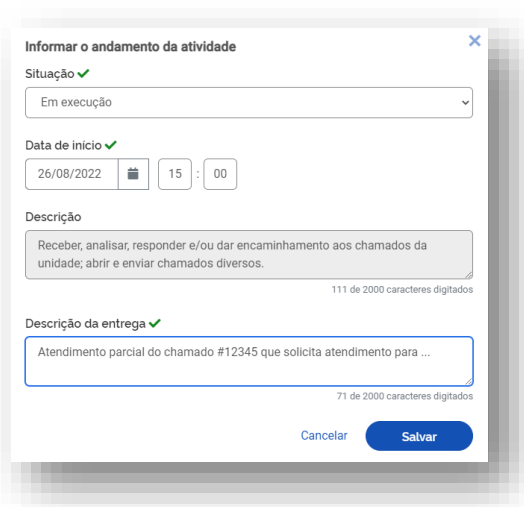 Informar o andamento da atividade
Situação
Em execução
Data de início
26/08/2022 15 : 00
Descrição
Receber, analisar, responder e/ou dar encaminhamento aos chamados da
unidade; abrir e enviar chamados diversos.
111 de 2000 caracteres digitados
Descrição da entrega
Atendimento parcial do chamado #12345 que solicita atendimento para ...
71 de 2000 caracteres digitados
Cancelar Salvar